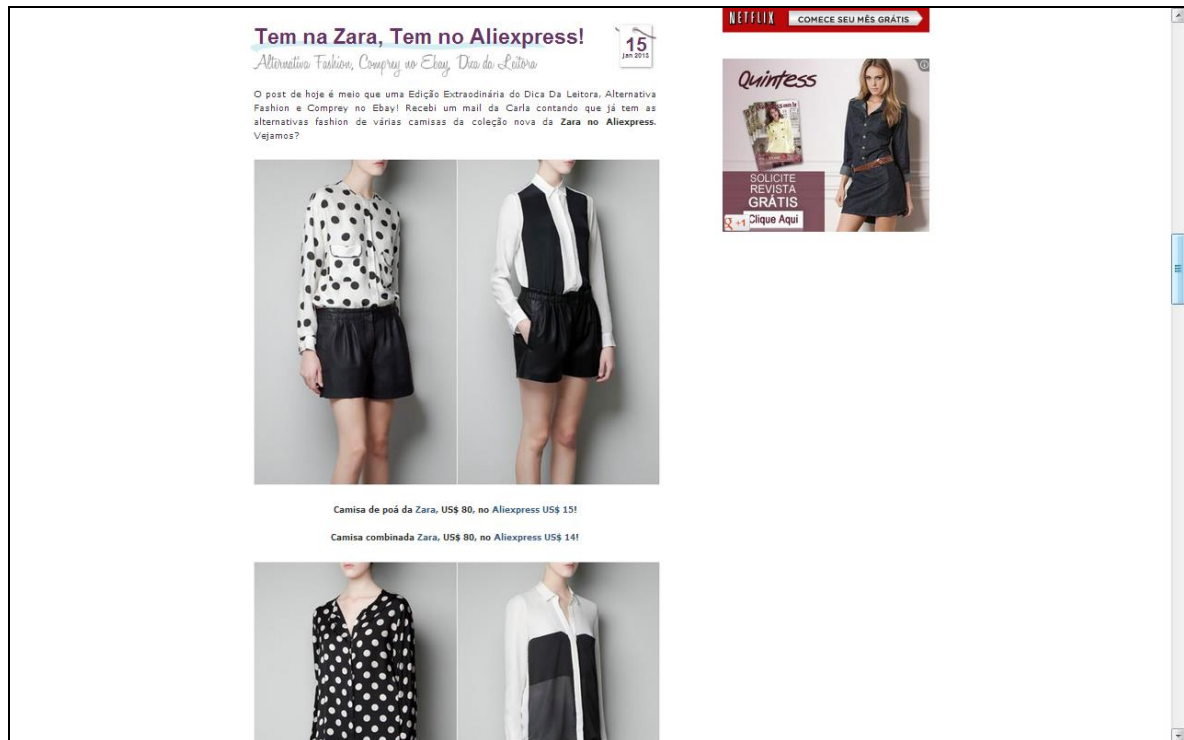 Tem na Zara, Tem no Aliexpress!
15
Jan 2013
Alternativa Fashion, Comprey no Ebay, Dica da Leitora
O post de hoje é meio que uma Edição Extraodinária do Dica Da Leitora, Alternativa
Fashion e Comprey no Ebay! Recebi um mail da Carla contando que já tem as
alternativas fashion de várias camisas da coleção nova da Zara no Aliexpress.
Vejamos?
Camisa de poá da Zara, US$ 80, no Aliexpress US$ 15!
Camisa combinada Zara, US$ 80, no Aliexpress US$ 14!
NETFLIX
COMECE SEU MÊS GRÁTIS
Quintess
SOLICITE
REVISTA
GRÁTIS
Clique Aqui
+1